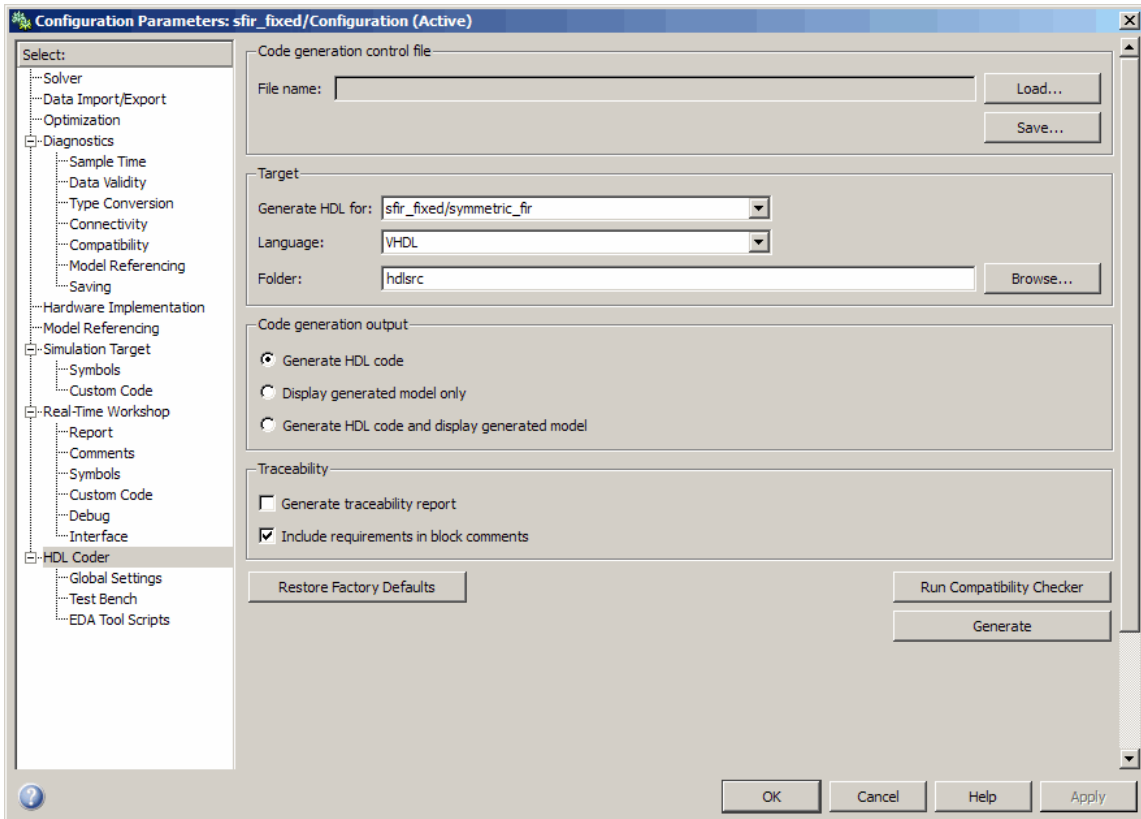 Configuration Parameters: sfir_fixed/Configuration (Active)
Select:
Solver
Data Import/Export
Optimization
Diagnostics
Sample Time
Data Validity
Type Conversion
Connectivity
Compatibility
Model Referencing
Saving
Hardware Implementation
Model Referencing
Simulation Target
Symbols
Custom Code
Real-Time Workshop
Report
Comments
Symbols
Custom Code
Debug
Interface
HDL Coder
Global Settings
Test Bench
EDA Tool Scripts
Code generation control file
File name:
Load...
Save...
Target
Generate HDL for: sfir_fixed/symmetric_fir
Language: VHDL
Folder: hdlsrc
Browse...
Code generation output
Generate HDL code
Display generated model only
Generate HDL code and display generated model
Traceability
Generate traceability report
Include requirements in block comments
Restore Factory Defaults
Run Compatibility Checker
Generate
OK
Cancel
Help
Apply